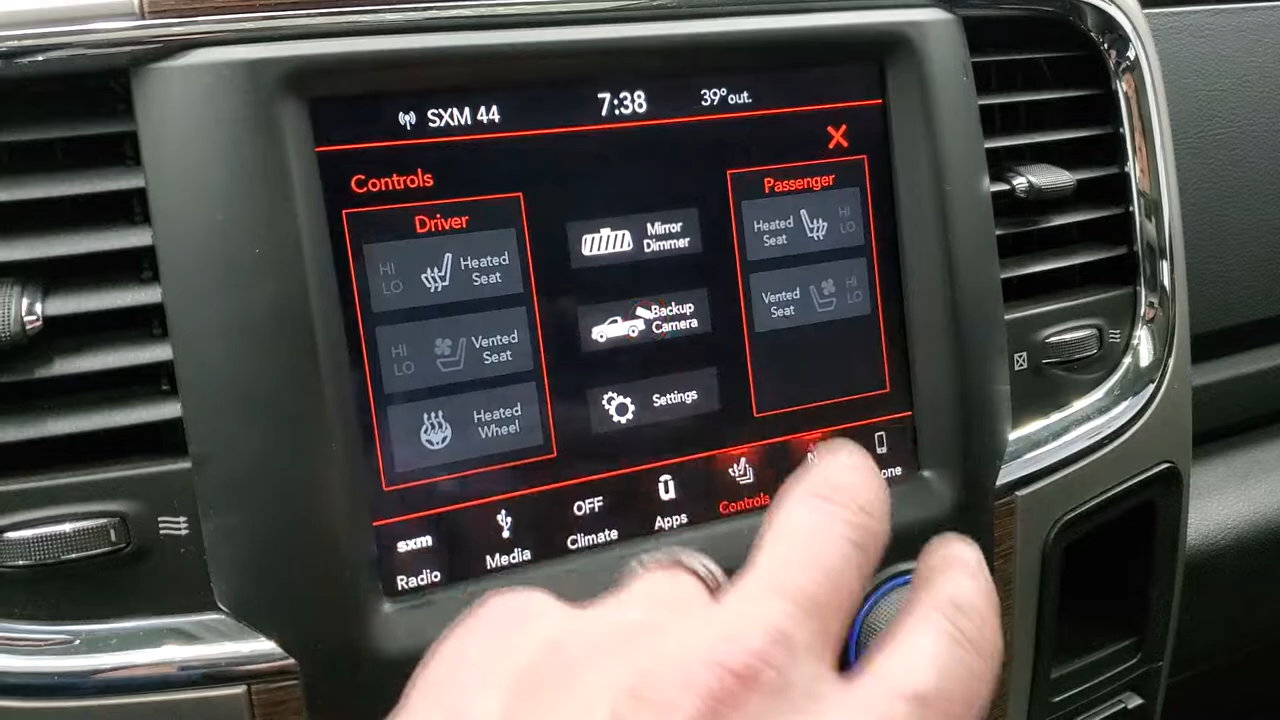 SXM 44
7:38
39° out.
Controls
Driver
HI
LO
Heated
Seat
HI
LO
Vented
Seat
Heated
Wheel
Mirror
Dimmer
Backup
Camera
Settings
Passenger
Heated
Seat
HI
LO
Vented
Seat
HI
LO
sxm
Radio
Media
OFF
Climate
ū
Apps
Controls
N
one